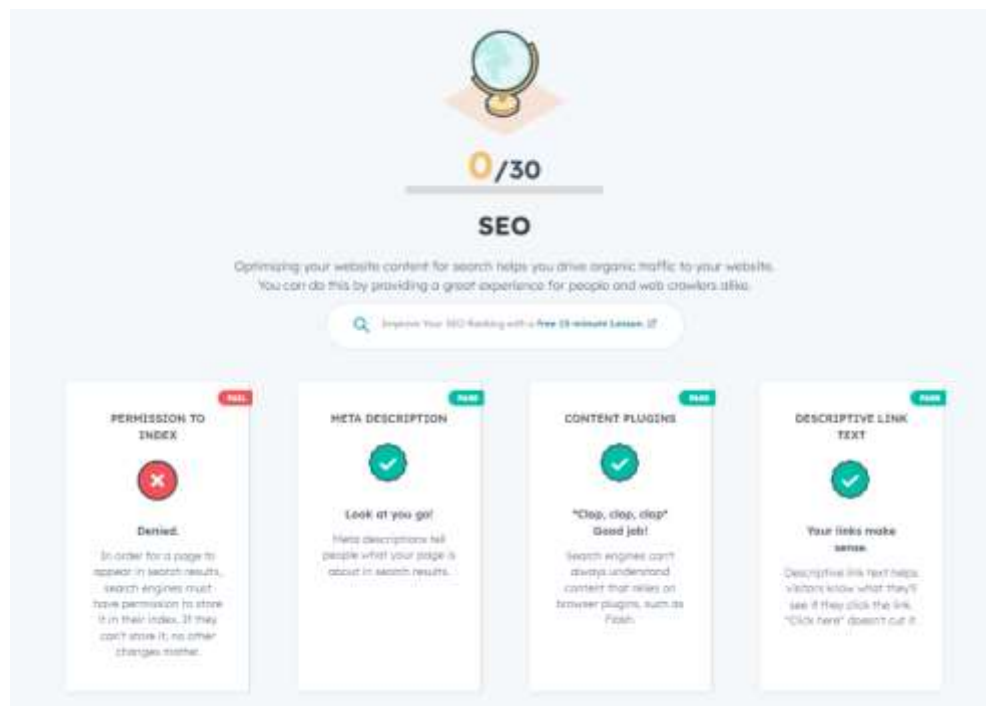 0/30
SEO
Optimizing your website content for search helps you drive organic traffic to your website.
You can do this by providing a great experience for people and web crawlers alike.
Improve Your SEO Ranking with a free 15-minute Lesson
FAIL
PERMISSION TO
INDEX
Denied.
In order for a page to
appear in search results,
search engines must
have permission to store
it in their index. If they
can't store it, no other
changes matter.
PASS
META DESCRIPTION
Look at you go!
Meta descriptions tell
people what your page is
about in search results.
PASS
CONTENT PLUGINS
"Clap, clap, clap"
Good job!
Search engines can't
always understand
content that relies on
browser plugins, such as
Flash.
PASS
DESCRIPTIVE LINK
TEXT
Your links make
sense.
Descriptive link text helps
visitors know what they'll
see if they click the link.
"Click here" doesn't cut it.